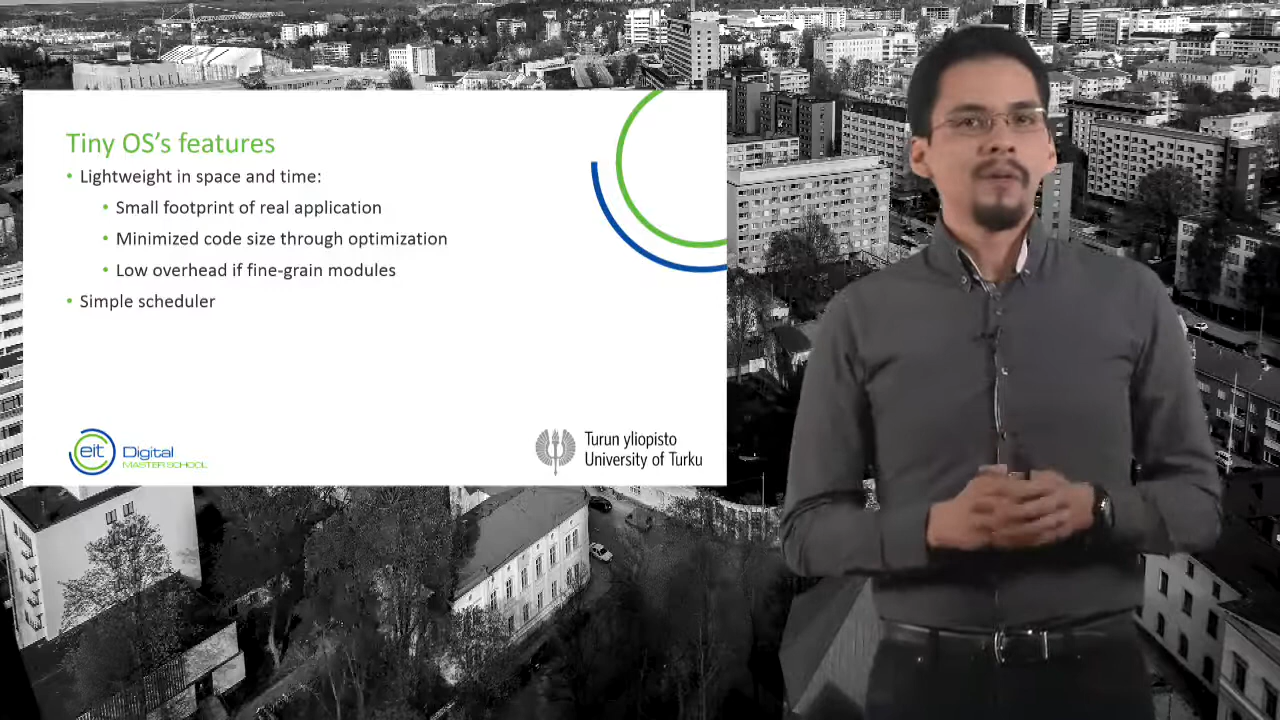 Tiny OS's features
• Lightweight in space and time:
• Small footprint of real application
• Minimized code size through optimization
• Low overhead if fine-grain modules
• Simple scheduler
eit Digital
MASTER SCHOOL
Turun yliopisto
University of Turku